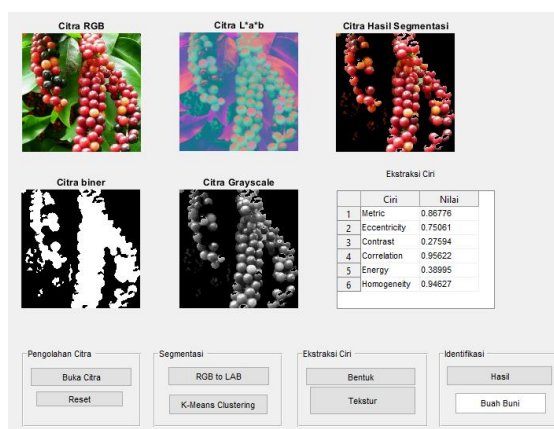 Citra RGB
Citra L*a*b
Citra Hasil Segmentasi
Citra biner
Citra Grayscale
Ekstraksi Ciri
Ciri Nilai
1 Metric 0.86776
2 Eccentricity 0.75061
3 Contrast 0.27594
4 Correlation 0.95622
5 Energy 0.38995
6 Homogeneity 0.94627
Pengolahan Citra
Buka Citra
Reset
Segmentasi
RGB to LAB
K-Means Clustering
Ekstraksi Ciri
Bentuk
Tekstur
Identifikasi
Hasil
Buah Buni